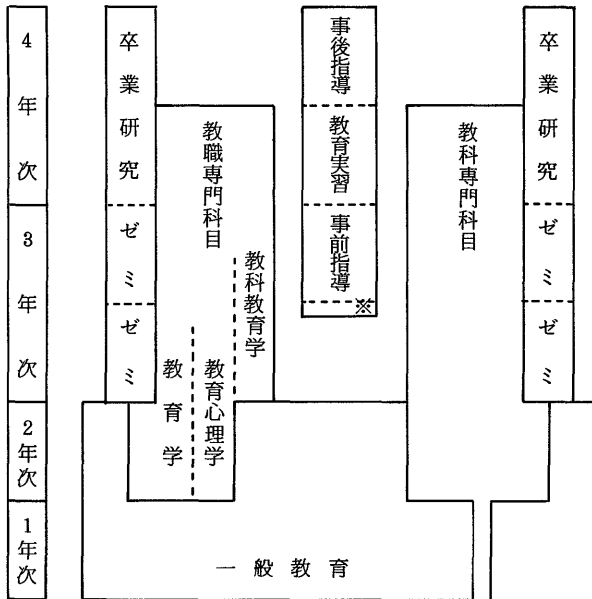 4年次
3年次
2年次
1年次
卒業研究
ゼミ
ゼミ
教職専門科目
教科教育学
教育心理学
教育学
事後指導
教育実習
事前指導
※
教科専門科目
卒業研究
ゼミ
ゼミ
一般教育